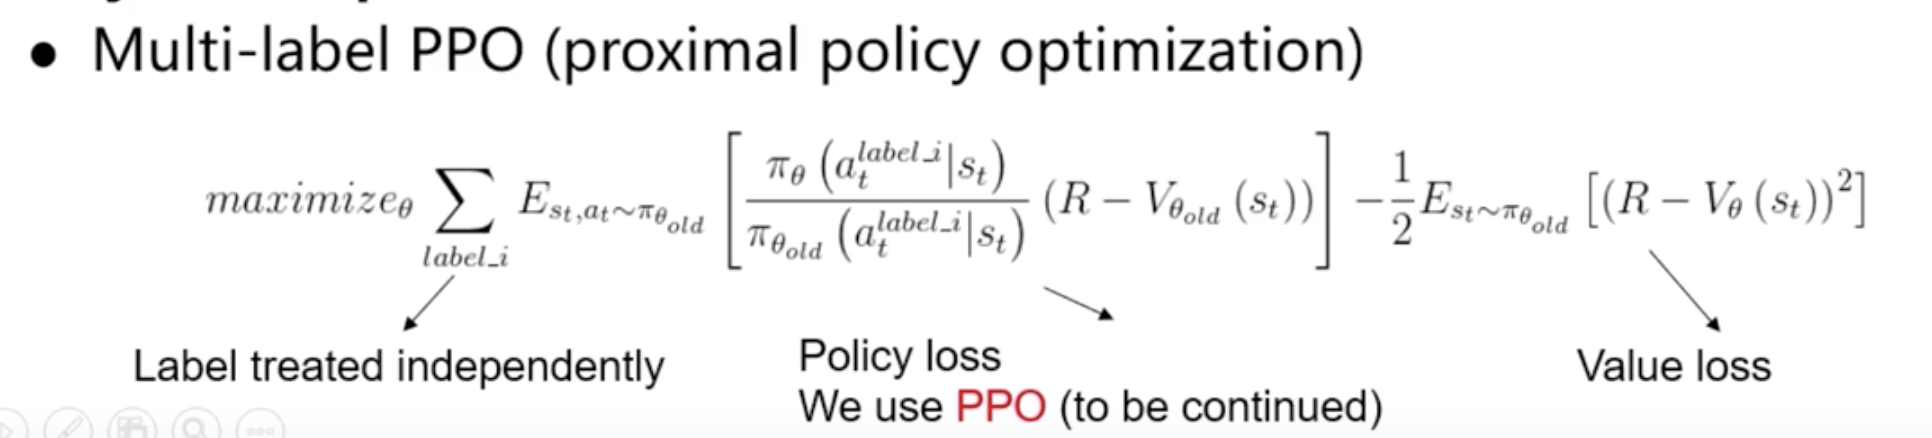 ● Multi-label PPO (proximal policy optimization)
$maximize_{\theta} \sum_{label\_i} E_{s_t, a_t \sim \pi_{\theta_{old}}} \left[ \frac{\pi_{\theta} \left( a_t^{label\_i} | s_t \right)}{\pi_{\theta_{old}} \left( a_t^{label\_i} | s_t \right)} \left( R - V_{\theta_{old}} \left( s_t \right) \right) \right] - \frac{1}{2} E_{s_t \sim \pi_{\theta_{old}}} \left[ \left( R - V_{\theta} \left( s_t \right) \right)^2 \right]$
Label treated independently
Policy loss
We use PPO (to be continued)
Value loss